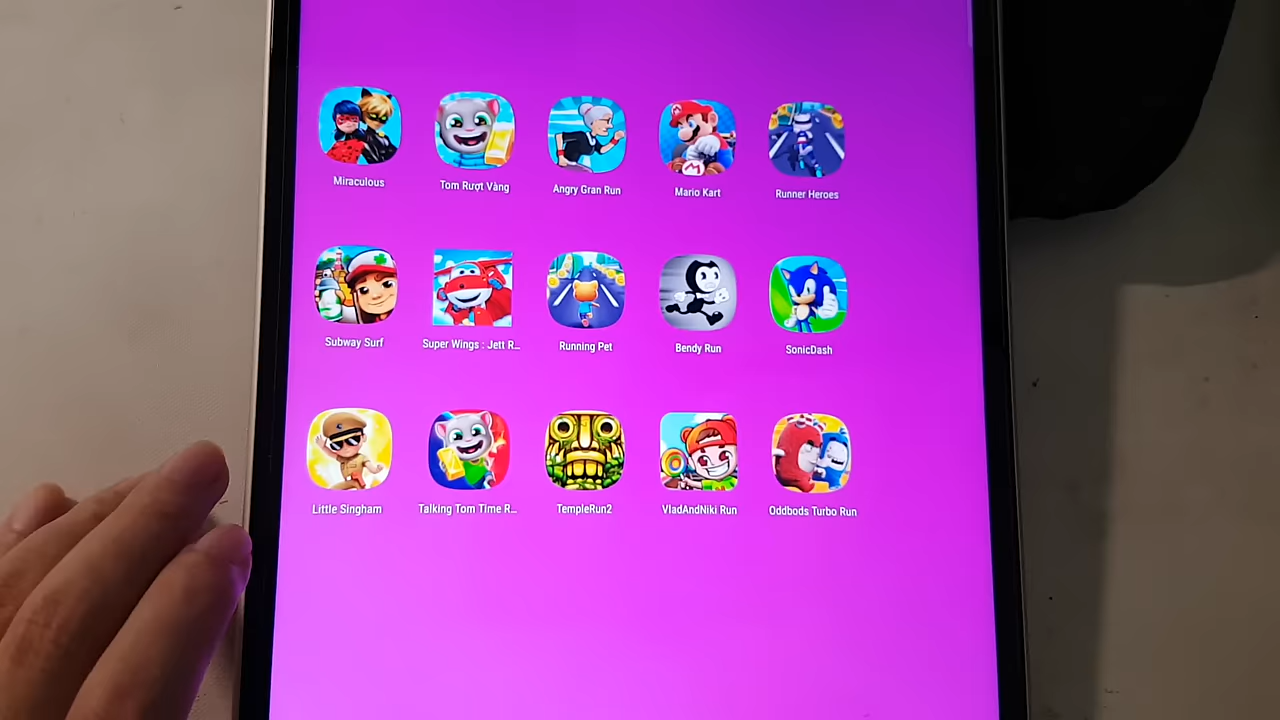 Miraculous
Tom Rượt Vàng
Angry Gran Run
Mario Kart
Runner Heroes
Subway Surf
Super Wings : Jett R...
Running Pet
Bendy Run
SonicDash
Little Singham
Talking Tom Time R...
TempleRun2
VladAndNiki Run
Oddbods Turbo Run